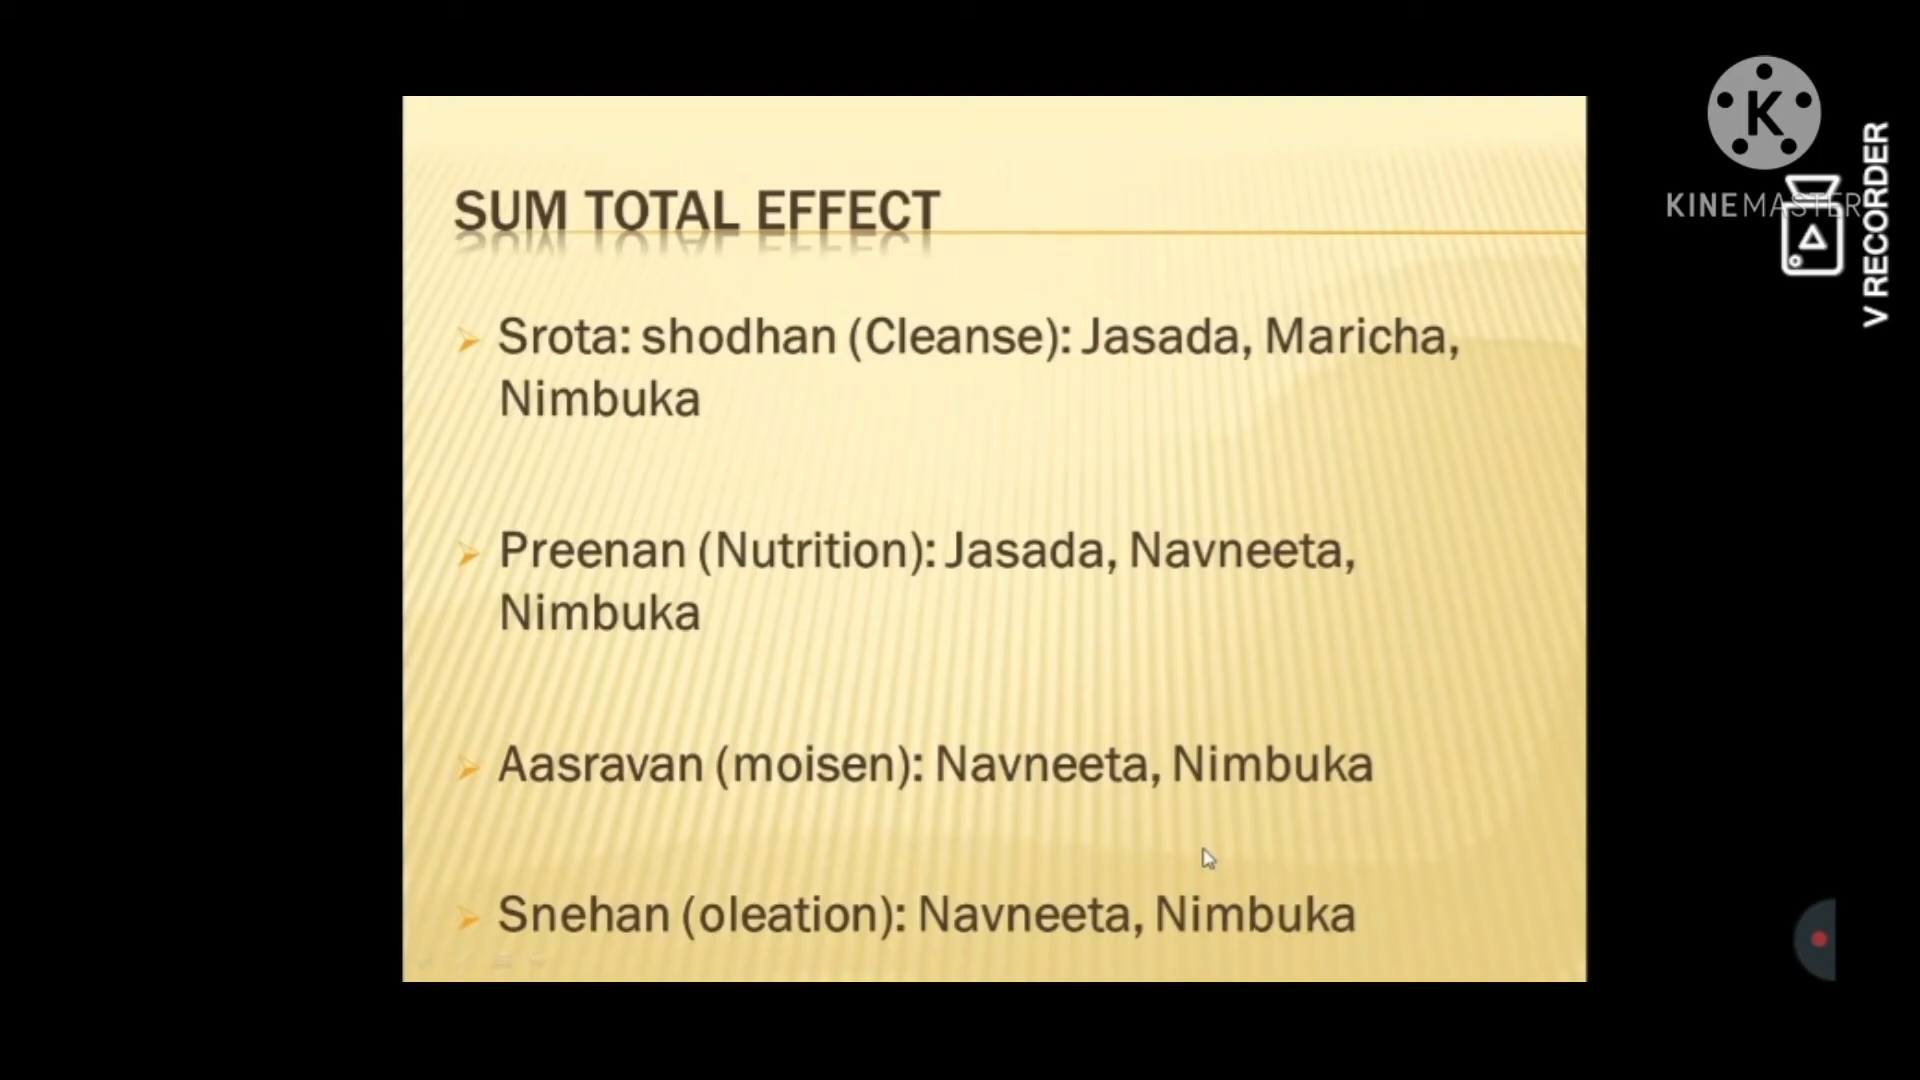 SUM TOTAL EFFECT
Srota: shodhan (Cleanse): Jasada, Maricha,
Nimbuka
Preenan (Nutrition): Jasada, Navneeta,
Nimbuka
Aasravan (moisen): Navneeta, Nimbuka
Snehan (oleation): Navneeta, Nimbuka
K
KINEMASTER
V RECORDER